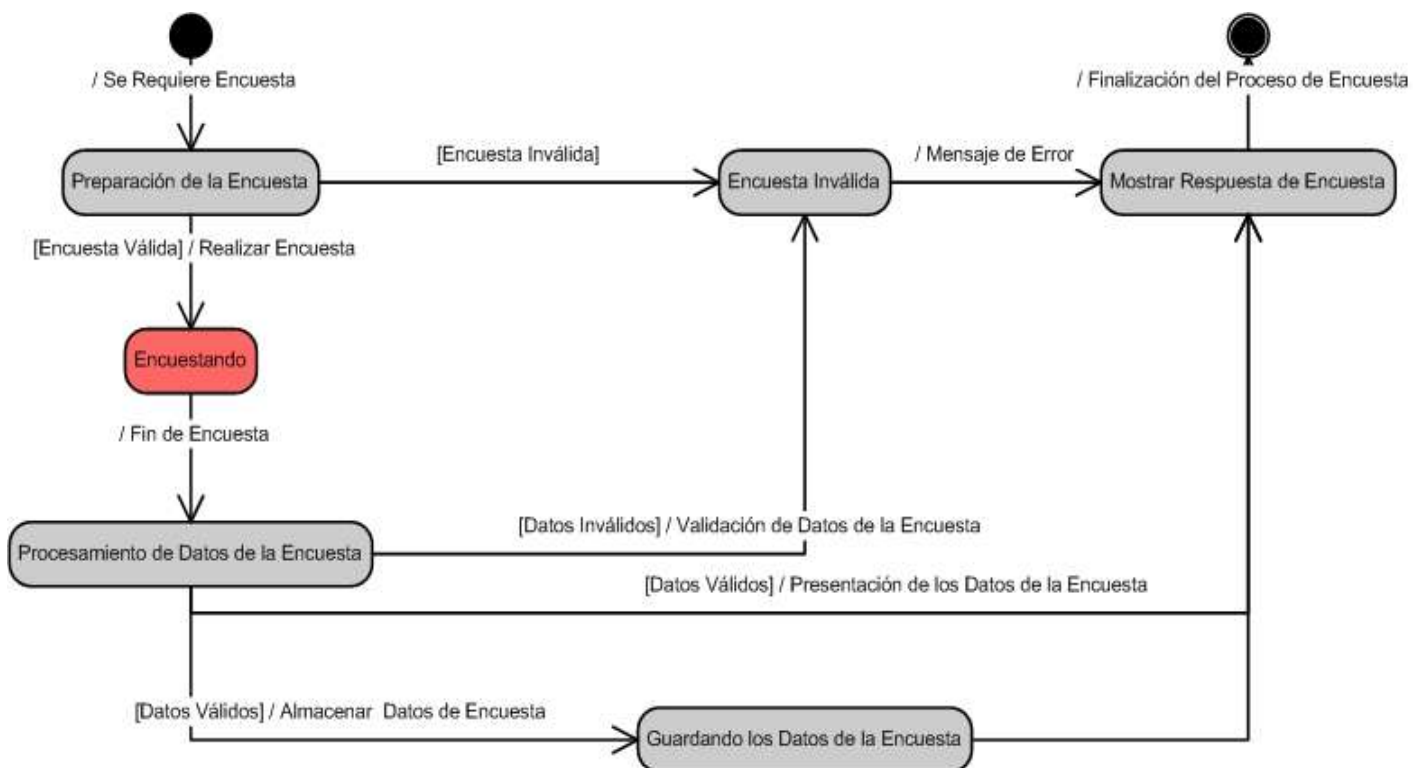 / Se Requiere Encuesta
/ Finalización del Proceso de Encuesta
Preparación de la Encuesta
[Encuesta Inválida]
Encuesta Inválida
/ Mensaje de Error
Mostrar Respuesta de Encuesta
[Encuesta Válida] / Realizar Encuesta
Encuestando
/ Fin de Encuesta
Procesamiento de Datos de la Encuesta
[Datos Inválidos] / Validación de Datos de la Encuesta
[Datos Válidos] / Presentación de los Datos de la Encuesta
[Datos Válidos] / Almacenar Datos de Encuesta
Guardando los Datos de la Encuesta